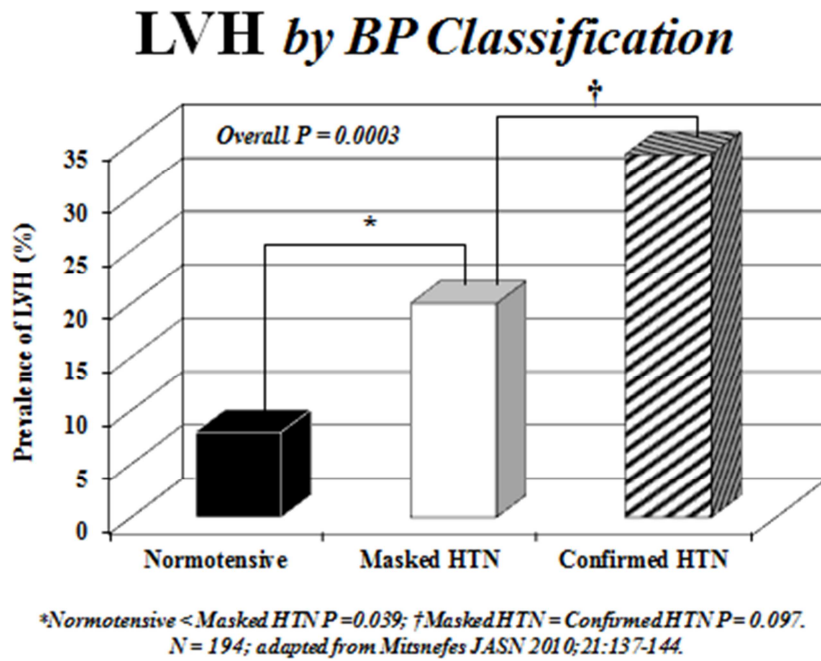 LVH by BP Classification
†
Overall P = 0.0003
*
35
30
25
20
15
10
5
0
Prevalence of LVH (%)
Normotensive
Masked HTN
Confirmed HTN
*Normotensive < Masked HTN P = 0.039; †Masked HTN = Confirmed HTN P = 0.097.
N = 194; adapted from Mitsnefes JASN 2010;21:137-144.